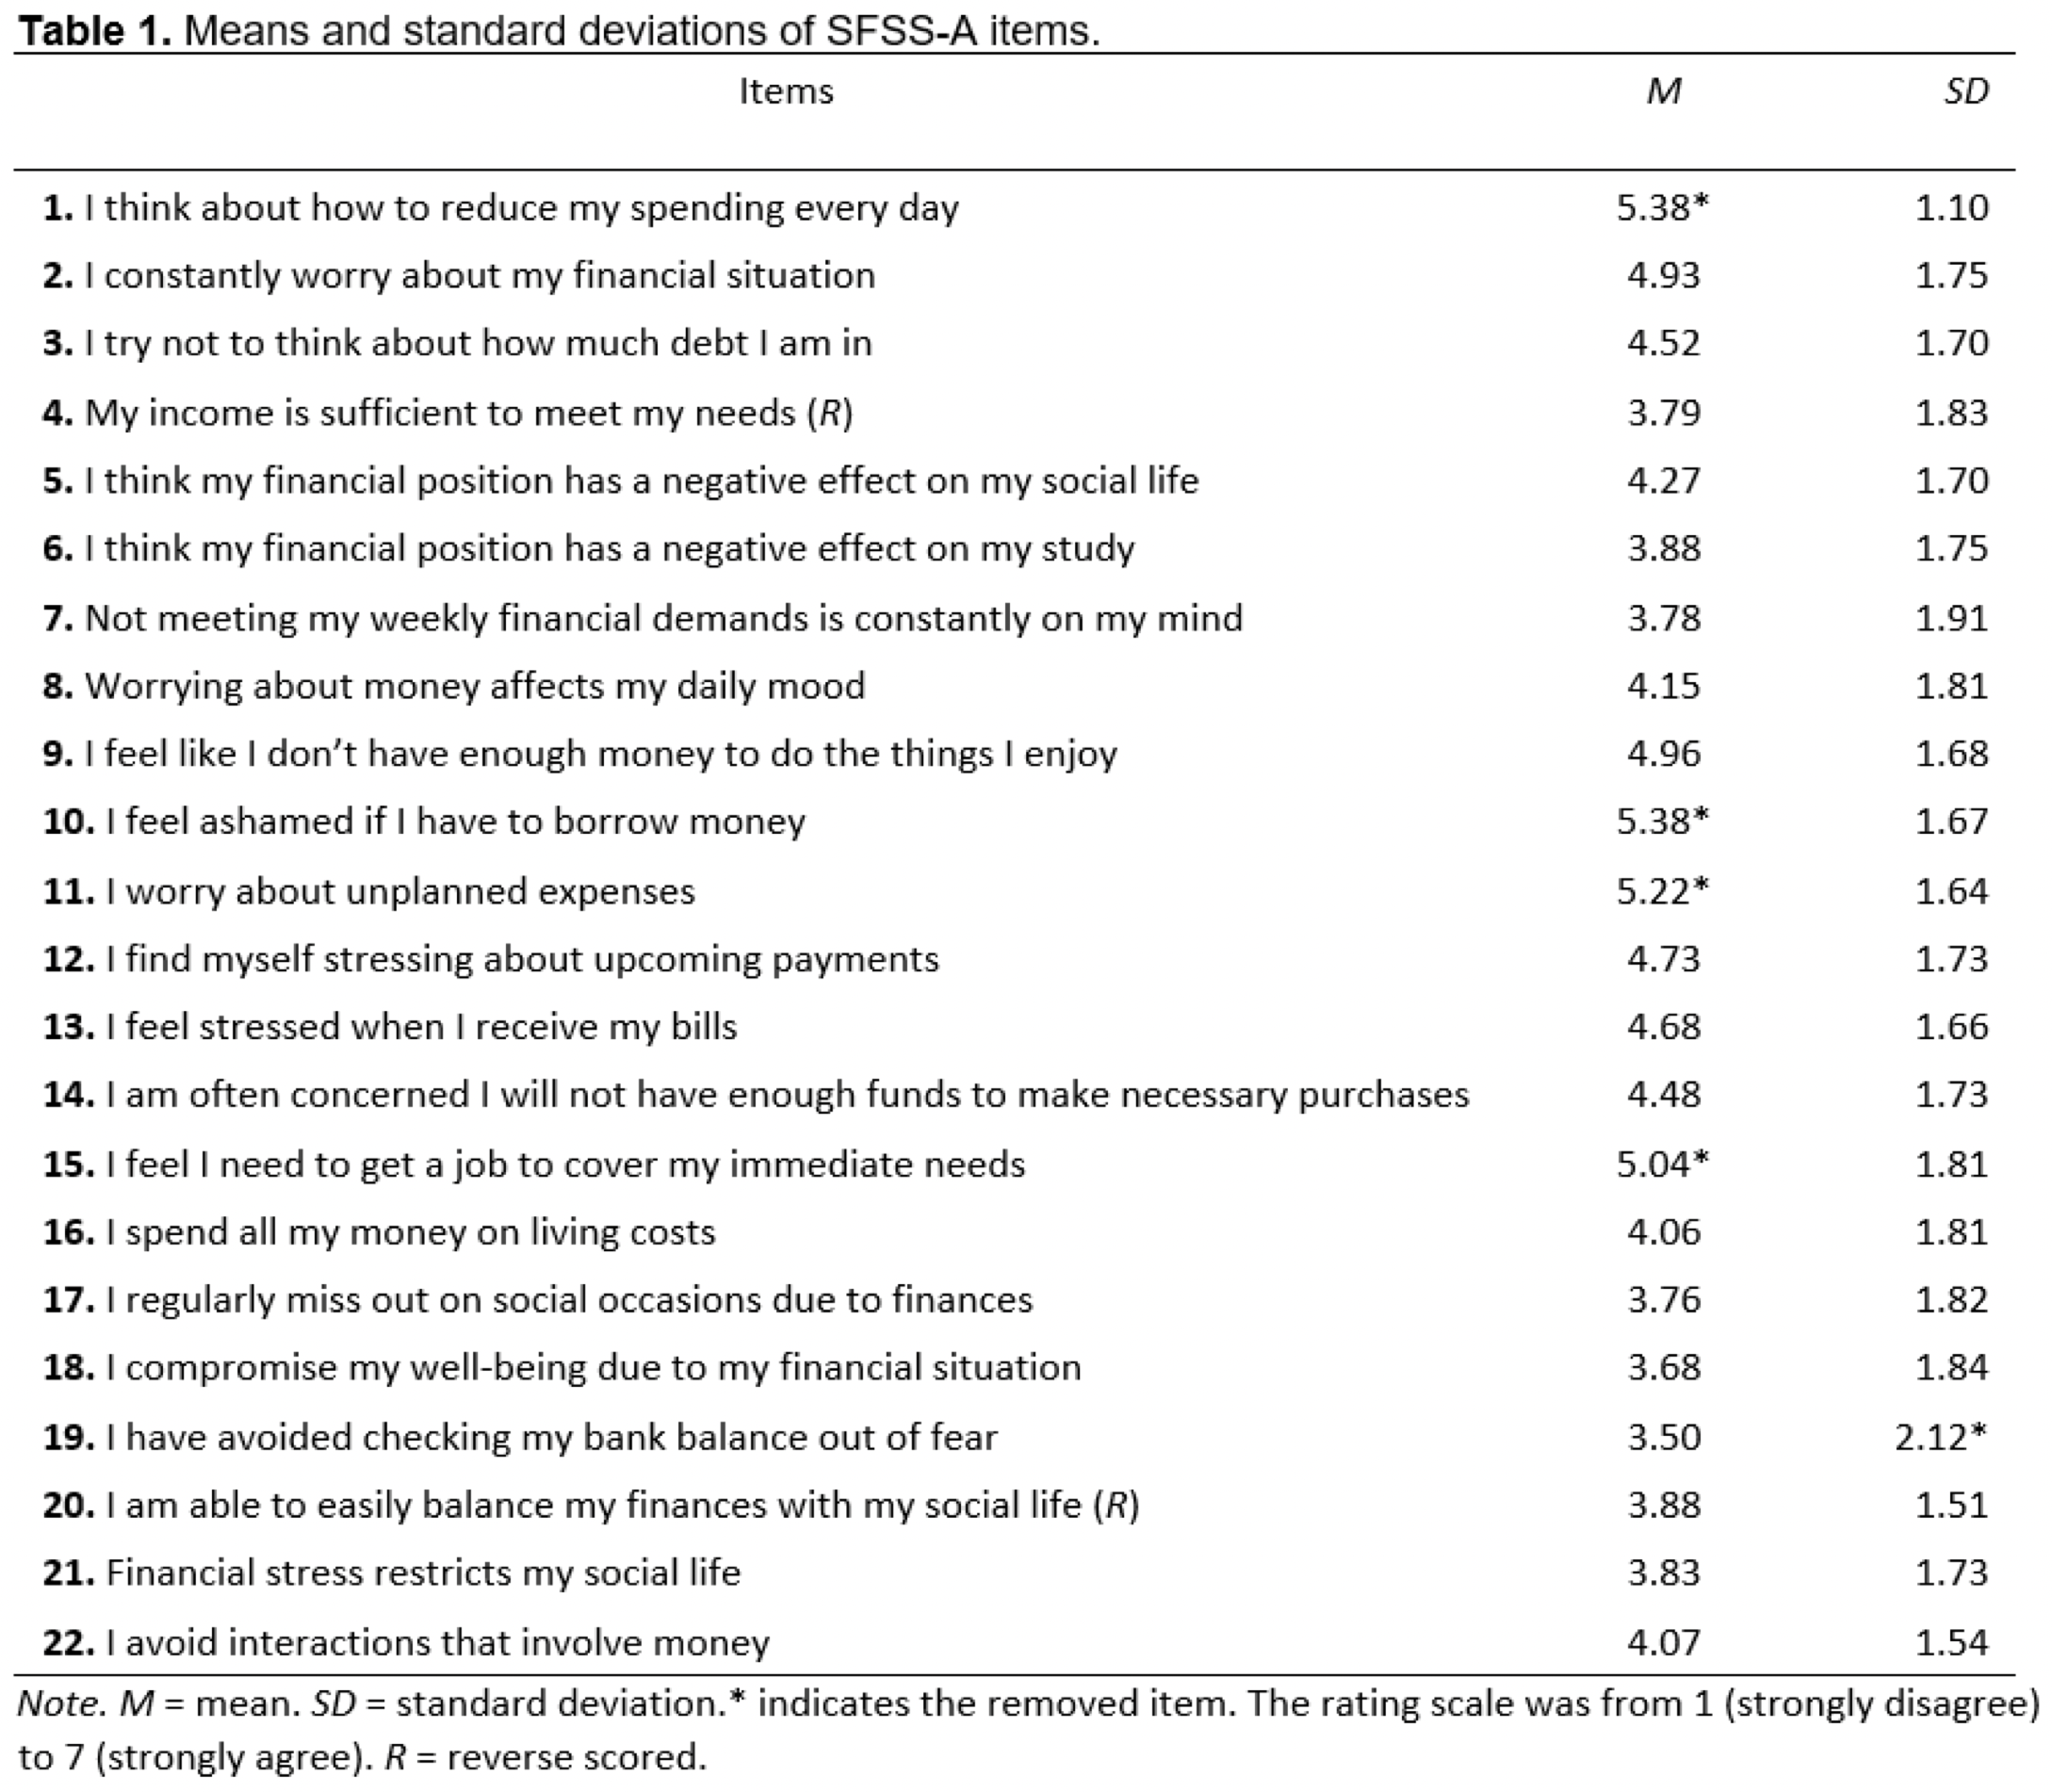 Table 1. Means and standard deviations of SFSS-A items.
Items M SD
1. I think about how to reduce my spending every day 5.38* 1.10
2. I constantly worry about my financial situation 4.93 1.75
3. I try not to think about how much debt I am in 4.52 1.70
4. My income is sufficient to meet my needs (R) 3.79 1.83
5. I think my financial position has a negative effect on my social life 4.27 1.70
6. I think my financial position has a negative effect on my study 3.88 1.75
7. Not meeting my weekly financial demands is constantly on my mind 3.78 1.91
8. Worrying about money affects my daily mood 4.15 1.81
9. I feel like I don’t have enough money to do the things I enjoy 4.96 1.68
10. I feel ashamed if I have to borrow money 5.38* 1.67
11. I worry about unplanned expenses 5.22* 1.64
12. I find myself stressing about upcoming payments 4.73 1.73
13. I feel stressed when I receive my bills 4.68 1.66
14. I am often concerned I will not have enough funds to make necessary purchases 4.48 1.73
15. I feel I need to get a job to cover my immediate needs 5.04* 1.81
16. I spend all my money on living costs 4.06 1.81
17. I regularly miss out on social occasions due to finances 3.76 1.82
18. I compromise my well-being due to my financial situation 3.68 1.84
19. I have avoided checking my bank balance out of fear 3.50 2.12*
20. I am able to easily balance my finances with my social life (R) 3.88 1.51
21. Financial stress restricts my social life 3.83 1.73
22. I avoid interactions that involve money 4.07 1.54
Note. M = mean. SD = standard deviation.* indicates the removed item. The rating scale was from 1 (strongly disagree)
to 7 (strongly agree). R = reverse scored.